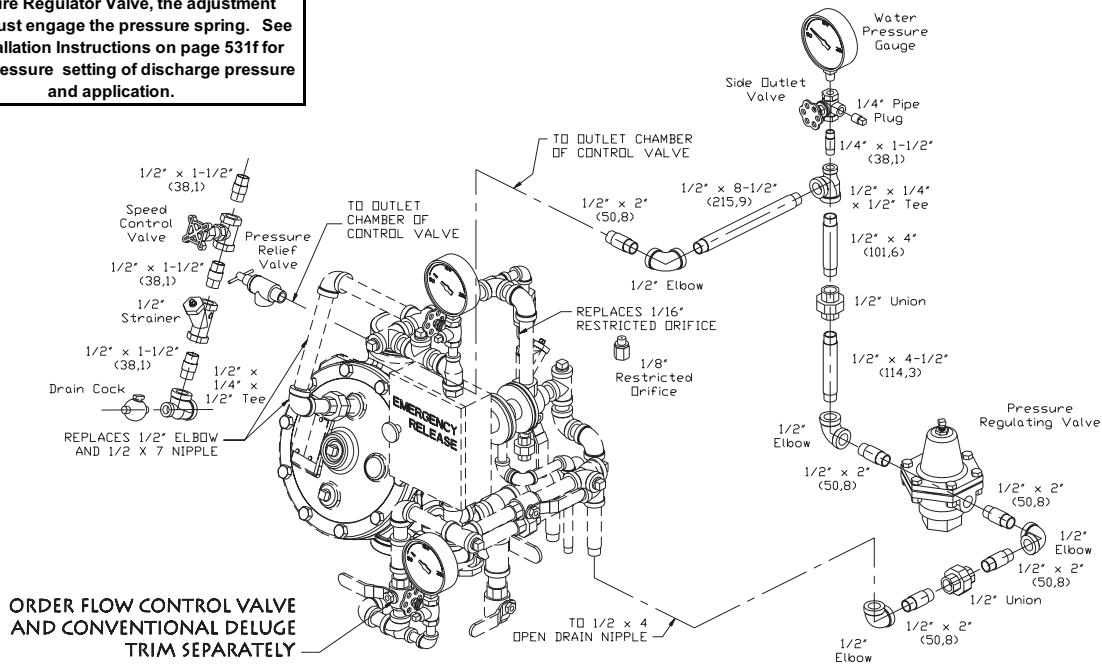 Regulator Valve, the adjustment
must engage the pressure spring. See
Installation Instructions on page 531f for
pressure setting of discharge pressure
and application.
Water
Pressure
Gauge
Side Outlet
Valve
1/4" Pipe
Plug
1/4" x 1-1/2"
(38,1)
TO OUTLET CHAMBER
OF CONTROL VALVE
1/2" x 1-1/2"
(38,1)
Speed
Control
Valve
TO OUTLET
CHAMBER OF
CONTROL VALVE
Pressure
Relief
Valve
1/2" x 1-1/2"
(38,1)
1/2"
Strainer
1/2" x 1-1/2"
(38,1)
Drain Cock
1/2" x
1/4" x
1/2" Tee
REPLACES 1/2" ELBOW
AND 1/2 X 7 NIPPLE
1/2" x 2"
(50,8)
1/2" x 8-1/2"
(215,9)
1/2" x 1/4"
x 1/2" Tee
1/2" x 4"
(101,6)
1/2" Elbow
1/2" Union
REPLACES 1/16"
RESTRICTED ORIFICE
1/8"
Restricted
Orifice
1/2" x 4-1/2"
(114,3)
EMERGENCY
RELEASE
Pressure
Regulating Valve
1/2"
Elbow
1/2" x 2"
(50,8)
1/2" x 2"
(50,8)
1/2"
Elbow
1/2" x 2"
(50,8)
1/2" Union
1/2" x 2"
(50,8)
1/2"
Elbow
TO 1/2 x 4
OPEN DRAIN NIPPLE
ORDER FLOW CONTROL VALVE
AND CONVENTIONAL DELUGE
TRIM SEPARATELY